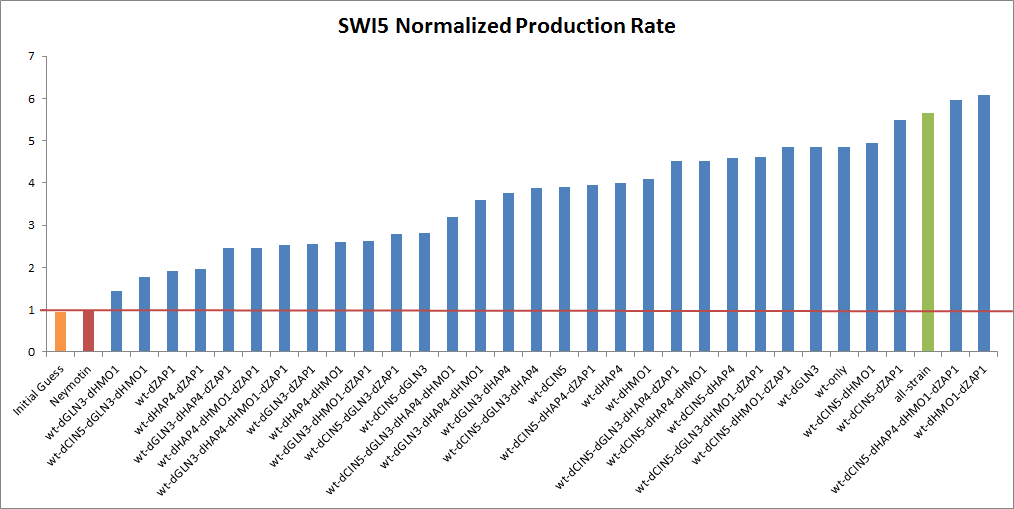 SWI5 Normalized Production Rate
7
6
5
4
3
2
1
0
Initial Guess
Neymotin
wt-dGLN3-dHMO1
wt-dCIN5-dGLN3-dHMO1
wt-dZAP1
wt-dHAP4-dZAP1
wt-dGLN3-dHAP4-dZAP1
wt-dHAP4-dHMO1-dZAP1
wt-dGLN3-dHAP4-dHMO1-dZAP1
wt-dGLN3-dZAP1
wt-dHAP4-dHMO1
wt-dGLN3-dHMO1-dZAP1
wt-dCIN5-dGLN3-dZAP1
wt-dCIN5-dGLN3
wt-dCIN5-dGLN3-dHAP4-dHMO1
wt-dGLN3-dHAP4-dHMO1
wt-dGLN3-dHAP4
wt-dCIN5-dGLN3-dHAP4
wt-dCIN5
wt-dCIN5-dHAP4-dZAP1
wt-dHAP4
wt-dHMO1
wt-dCIN5-dGLN3-dHAP4-dZAP1
wt-dCIN5-dHAP4-dHMO1
wt-dCIN5-dHAP4
wt-dCIN5-dGLN3-dHMO1-dZAP1
wt-dCIN5-dHMO1-dZAP1
wt-dGLN3
wt-only
wt-dCIN5-dHMO1
wt-dCIN5-dZAP1
all-strain
wt-dCIN5-dHAP4-dHMO1-dZAP1
wt-dHMO1-dZAP1